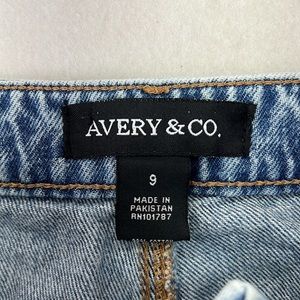 AVERY & CO.
9
MADE IN
PAKISTAN
RN101787